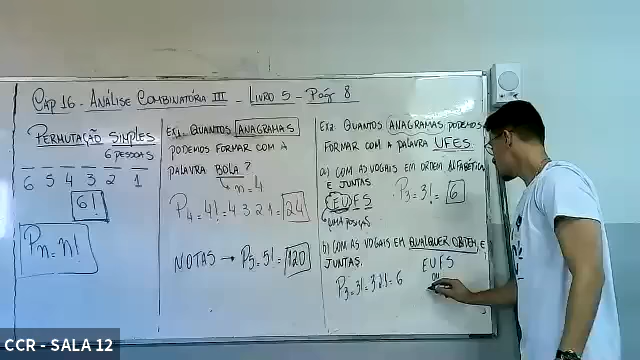 CAP 16 - ANÁLISE COMBINATÓRIA III - LIVRO 5 - PÁG 8
PERMUTAÇÃO SIMPLES
6 PESSOAS
6 5 4 3 2 1
6!
Pn = n!
EX1. QUANTOS ANAGRAMAS
PODEMOS FORMAR COM A
PALAVRA BOLA?
n = 4
P4 = 4! = 4 3 2 1 = 24
NOTAS → P5 = 5! = 120
EX2. QUANTOS ANAGRAMAS PODEMOS
FORMAR COM A PALAVRA UFES.
a) COM AS VOGAIS EM ORDEM ALFABÉTICA
E JUNTAS
P3 = 3! = 6
EUFS
UMA POSIÇÃO
b) COM AS VOGAIS EM QUALQUER ORDEM, E
JUNTAS.
EUFS
OU
P3 = 3! = 3 2 1 = 6
CCR - SALA 12